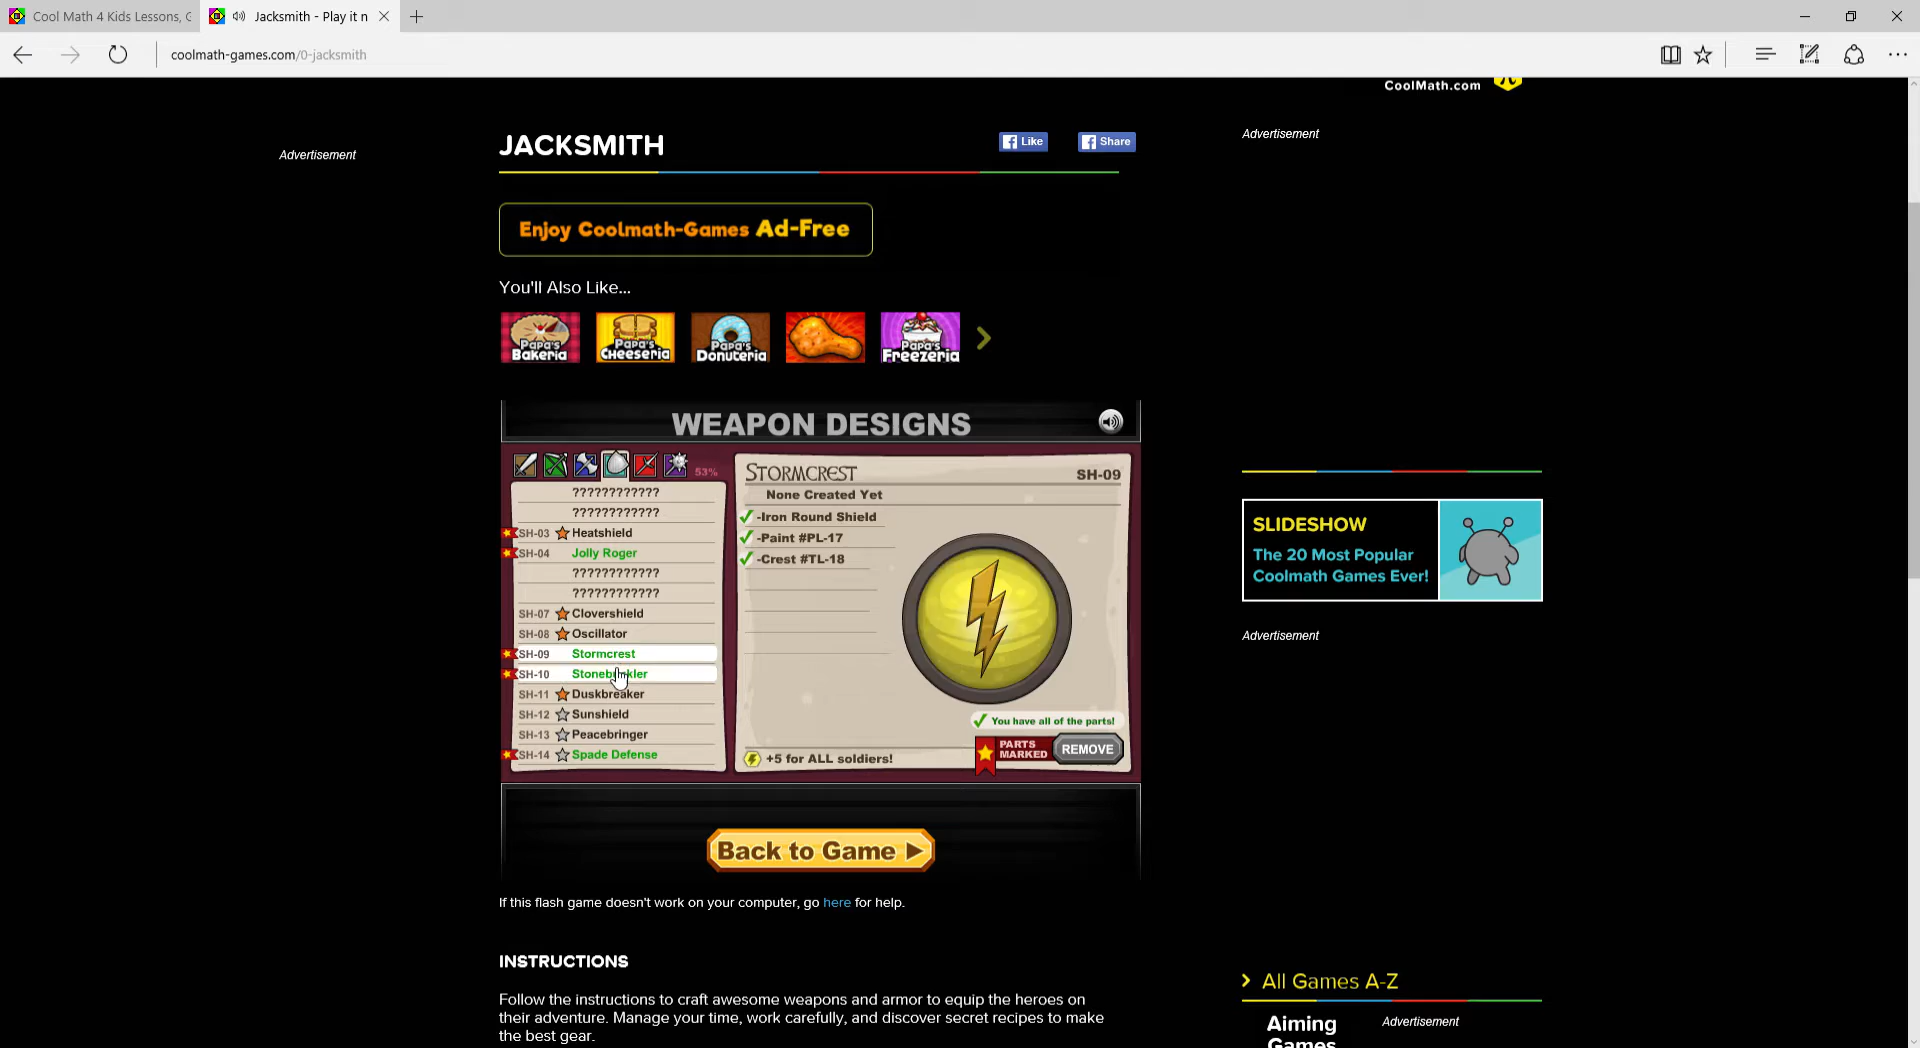 Cool Math 4 Kids Lessons, G
Jacksmith - Play it n
coolmath-games.com/0-jacksmith
CoolMath.com
Advertisement
JACKSMITH
Like
Share
Advertisement
Enjoy Coolmath-Games Ad-Free
You'll Also Like...
Papa's Bakeria
Papa's Cheeseria
Papa's Donuteria
Papa's Freezeria
WEAPON DESIGNS
53%
????????????
????????????
SH-03 Heatshield
SH-04 Jolly Roger
????????????
????????????
SH-07 Clovershield
SH-08 Oscillator
SH-09 Stormcrest
SH-10
SH-11 Duskbreaker
SH-12 Sunshield
SH-13 Peacebringer
SH-14 Spade Defense
STORMCREST SH-09
None Created Yet
-Iron Round Shield
-Paint #PL-17
-Crest #TL-18
You have all of the parts!
PARTS MARKED
REMOVE
+5 for ALL soldiers!
Back to Game
SLIDESHOW
The 20 Most Popular
Coolmath Games Ever!
Advertisement
If this flash game doesn't work on your computer, go here for help.
INSTRUCTIONS
Follow the instructions to craft awesome weapons and armor to equip the heroes on
their adventure. Manage your time, work carefully, and discover secret recipes to make
the best gear.
All Games A-Z
Aiming
Games
Advertisement